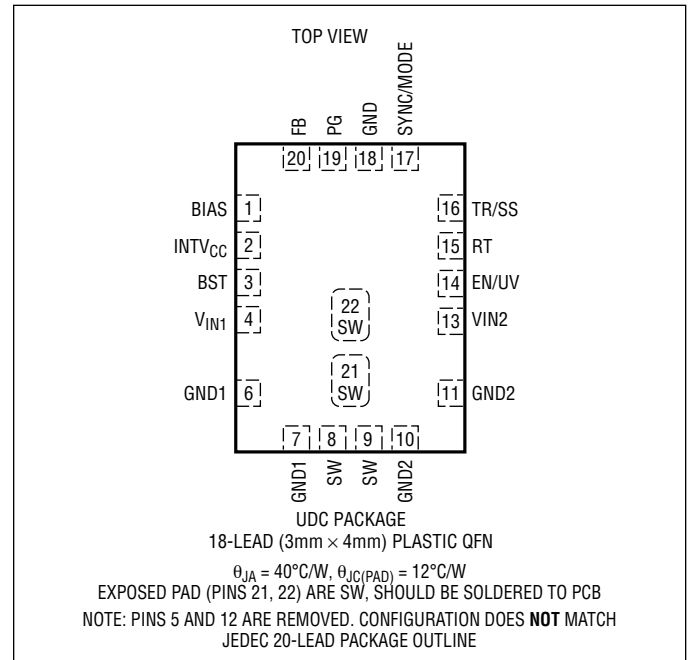 TOP VIEW
FB
PG
GND
SYNC/MODE
20 19 18 17
BIAS 1
INTVCC 2
BST 3
VIN1 4
GND1 6
16 TR/SS
15 RT
14 EN/UV
13 VIN2
11 GND2
22
SW
21
SW
7 8 9 10
GND1
SW
SW
GND2
UDC PACKAGE
18-LEAD (3mm × 4mm) PLASTIC QFN
θJA = 40°C/W, θJC(PAD) = 12°C/W
EXPOSED PAD (PINS 21, 22) ARE SW, SHOULD BE SOLDERED TO PCB
NOTE: PINS 5 AND 12 ARE REMOVED. CONFIGURATION DOES NOT MATCH
JEDEC 20-LEAD PACKAGE OUTLINE